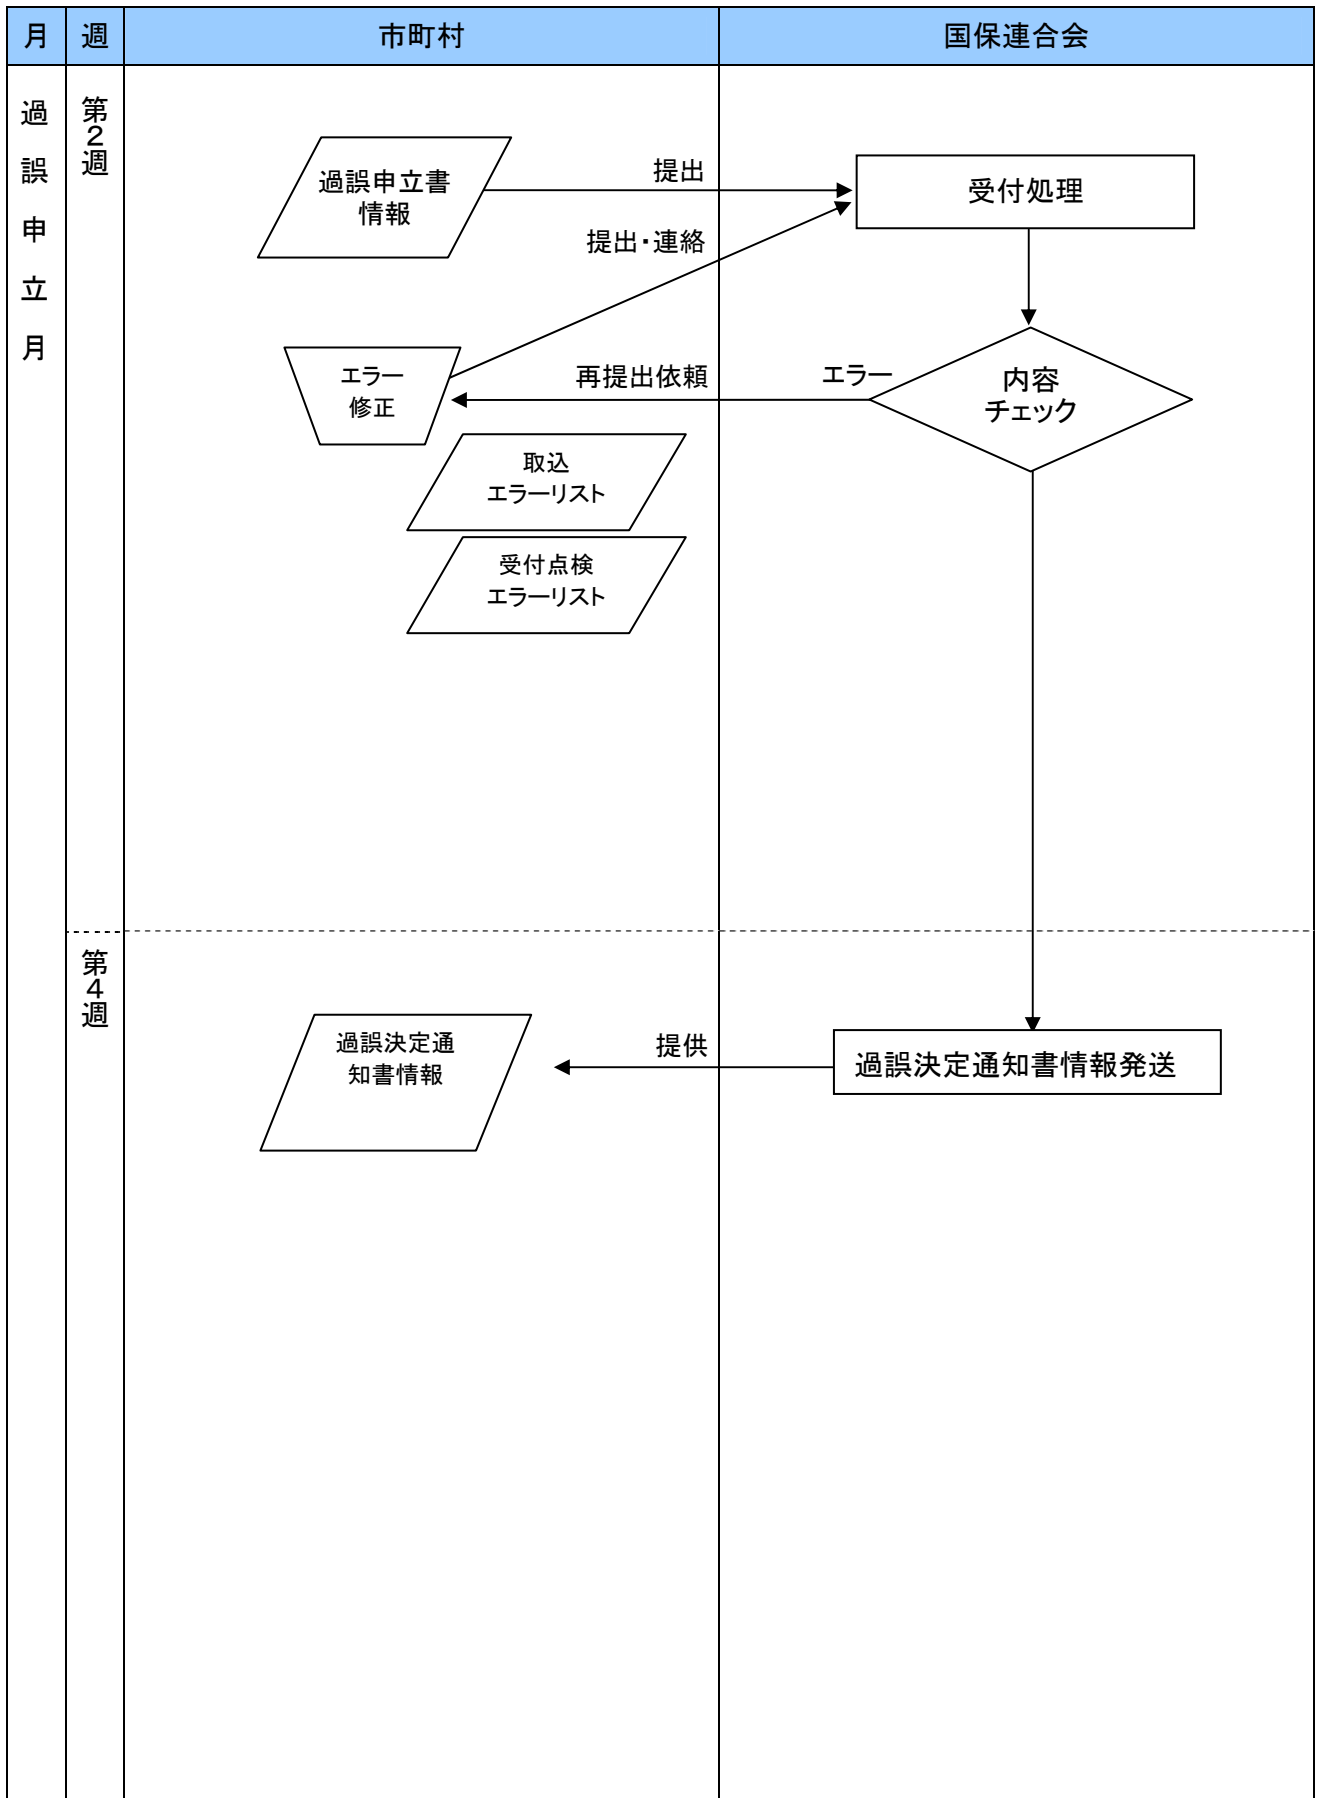 月 週 市町村 国保連合会
過誤申立月
第2週
過誤申立書
情報
提出
受付処理
提出・連絡
エラー
修正
再提出依頼
エラー
内容
チェック
取込
エラーリスト
受付点検
エラーリスト
第4週
過誤決定通
知書情報
提供
過誤決定通知書情報発送